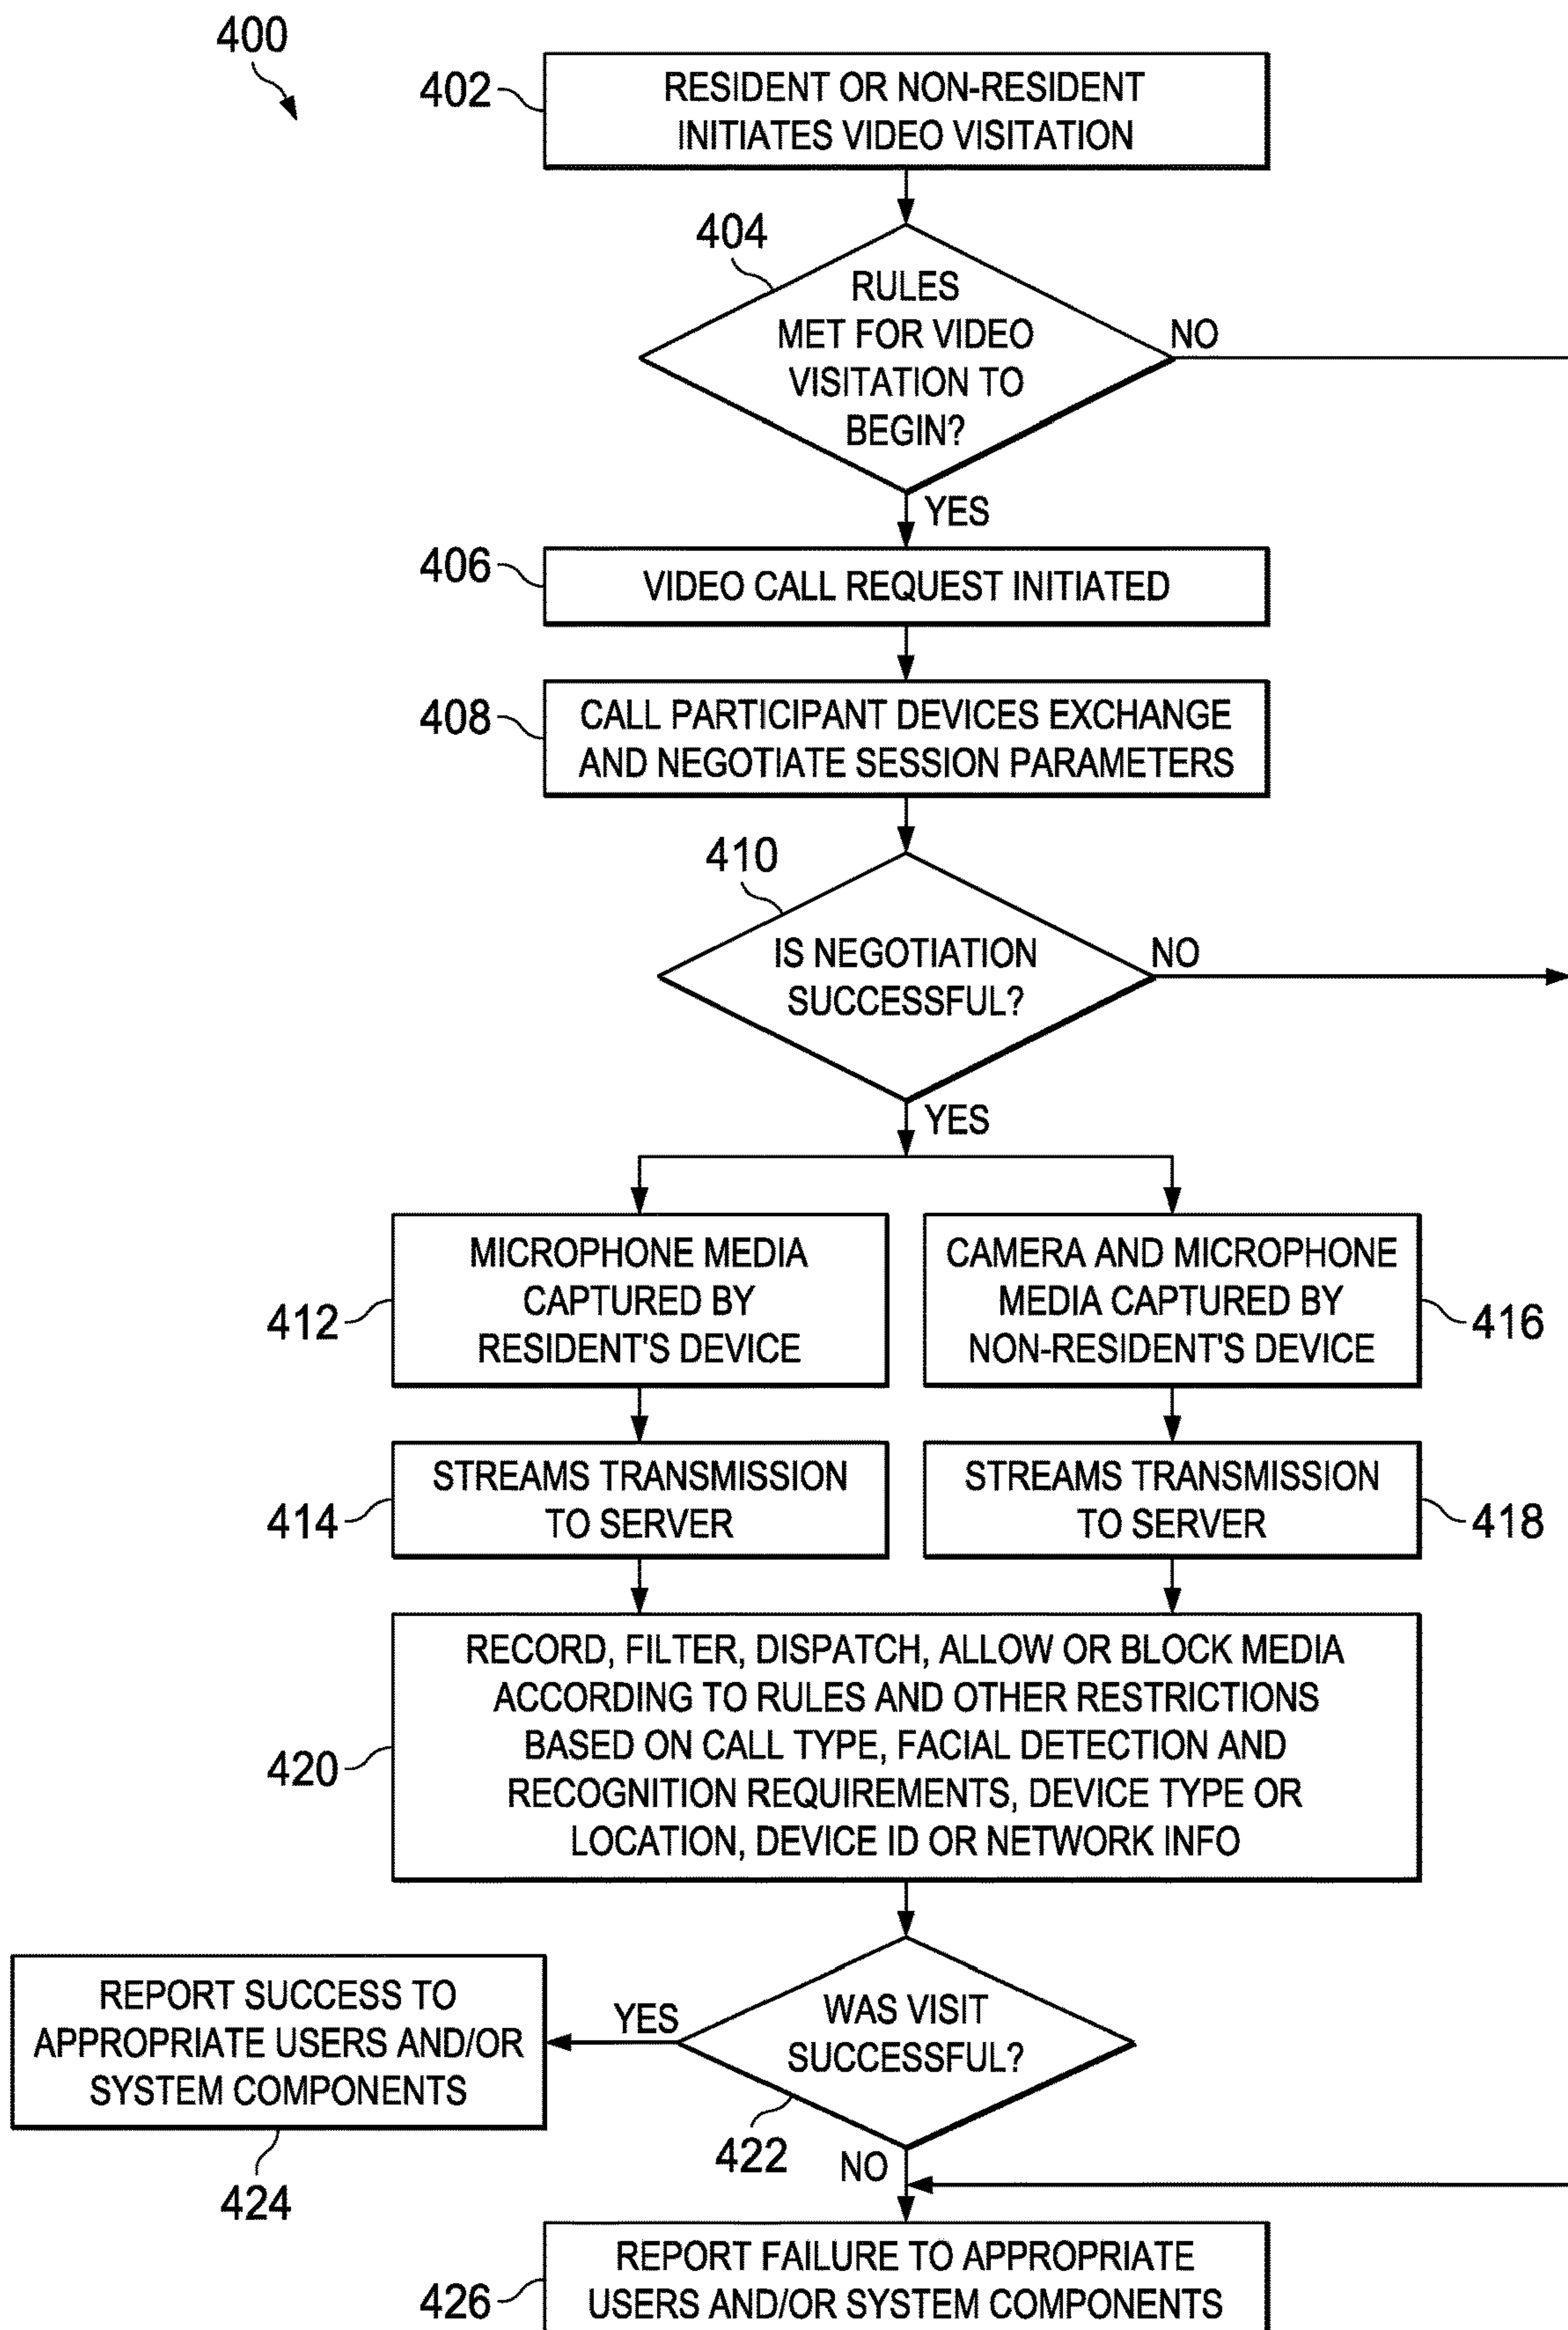 400
402
RESIDENT OR NON-RESIDENT
INITIATES VIDEO VISITATION
404
RULES
MET FOR VIDEO
VISITATION TO
BEGIN?
NO
YES
406
VIDEO CALL REQUEST INITIATED
408
CALL PARTICIPANT DEVICES EXCHANGE
AND NEGOTIATE SESSION PARAMETERS
410
IS NEGOTIATION
SUCCESSFUL?
NO
YES
412
MICROPHONE MEDIA
CAPTURED BY
RESIDENT'S DEVICE
CAMERA AND MICROPHONE
MEDIA CAPTURED BY
NON-RESIDENT'S DEVICE
416
414
STREAMS TRANSMISSION
TO SERVER
STREAMS TRANSMISSION
TO SERVER
418
420
RECORD, FILTER, DISPATCH, ALLOW OR BLOCK MEDIA
ACCORDING TO RULES AND OTHER RESTRICTIONS
BASED ON CALL TYPE, FACIAL DETECTION AND
RECOGNITION REQUIREMENTS, DEVICE TYPE OR
LOCATION, DEVICE ID OR NETWORK INFO
WAS VISIT
SUCCESSFUL?
422
YES
REPORT SUCCESS TO
APPROPRIATE USERS AND/OR
SYSTEM COMPONENTS
424
NO
426
REPORT FAILURE TO APPROPRIATE
USERS AND/OR SYSTEM COMPONENTS